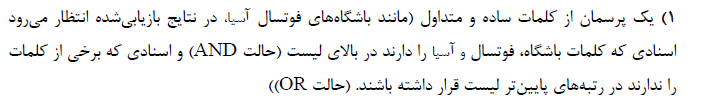 ۱) یک پرسمان از کلمات ساده و متداول (مانند باشگاه‌های فوتسال آسیا، در نتایج بازیابی‌شده انتظار می‌رود
اسنادی که کلمات باشگاه، فوتسال و آسیا را دارند در بالای لیست (حالت AND) و اسنادی که برخی از کلمات
را ندارند در رتبه‌های پایین‌تر لیست قرار داشته باشند. (حالت OR))